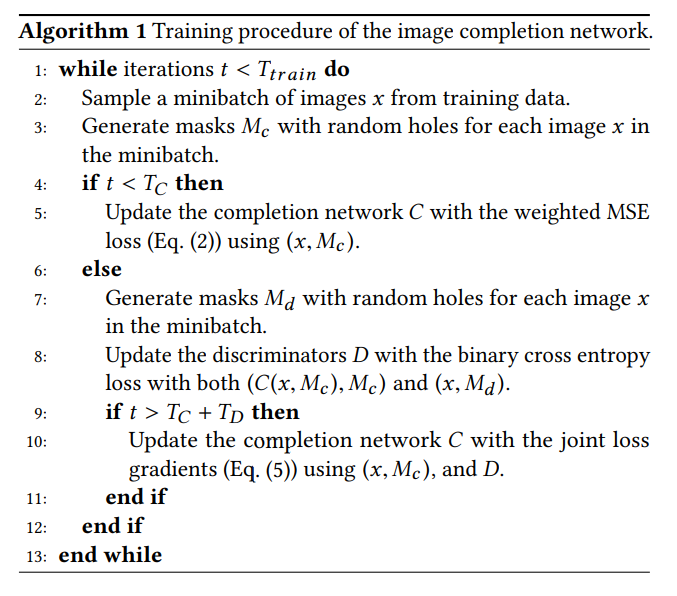 Algorithm 1 Training procedure of the image completion network.
1: while iterations t < T_train do
2: Sample a minibatch of images x from training data.
3: Generate masks M_c with random holes for each image x in
the minibatch.
4: if t < T_C then
5: Update the completion network C with the weighted MSE
loss (Eq. (2)) using (x, M_c).
6: else
7: Generate masks M_d with random holes for each image x
in the minibatch.
8: Update the discriminators D with the binary cross entropy
loss with both (C(x, M_c), M_c) and (x, M_d).
9: if t > T_C + T_D then
10: Update the completion network C with the joint loss
gradients (Eq. (5)) using (x, M_c), and D.
11: end if
12: end if
13: end while